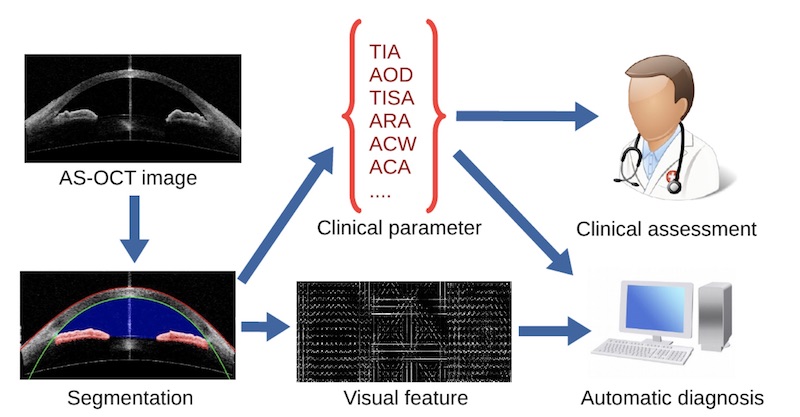 TIA
AOD
TISA
ARA
ACW
ACA
....
AS-OCT image
Clinical parameter
Clinical assessment
Segmentation
Visual feature
Automatic diagnosis